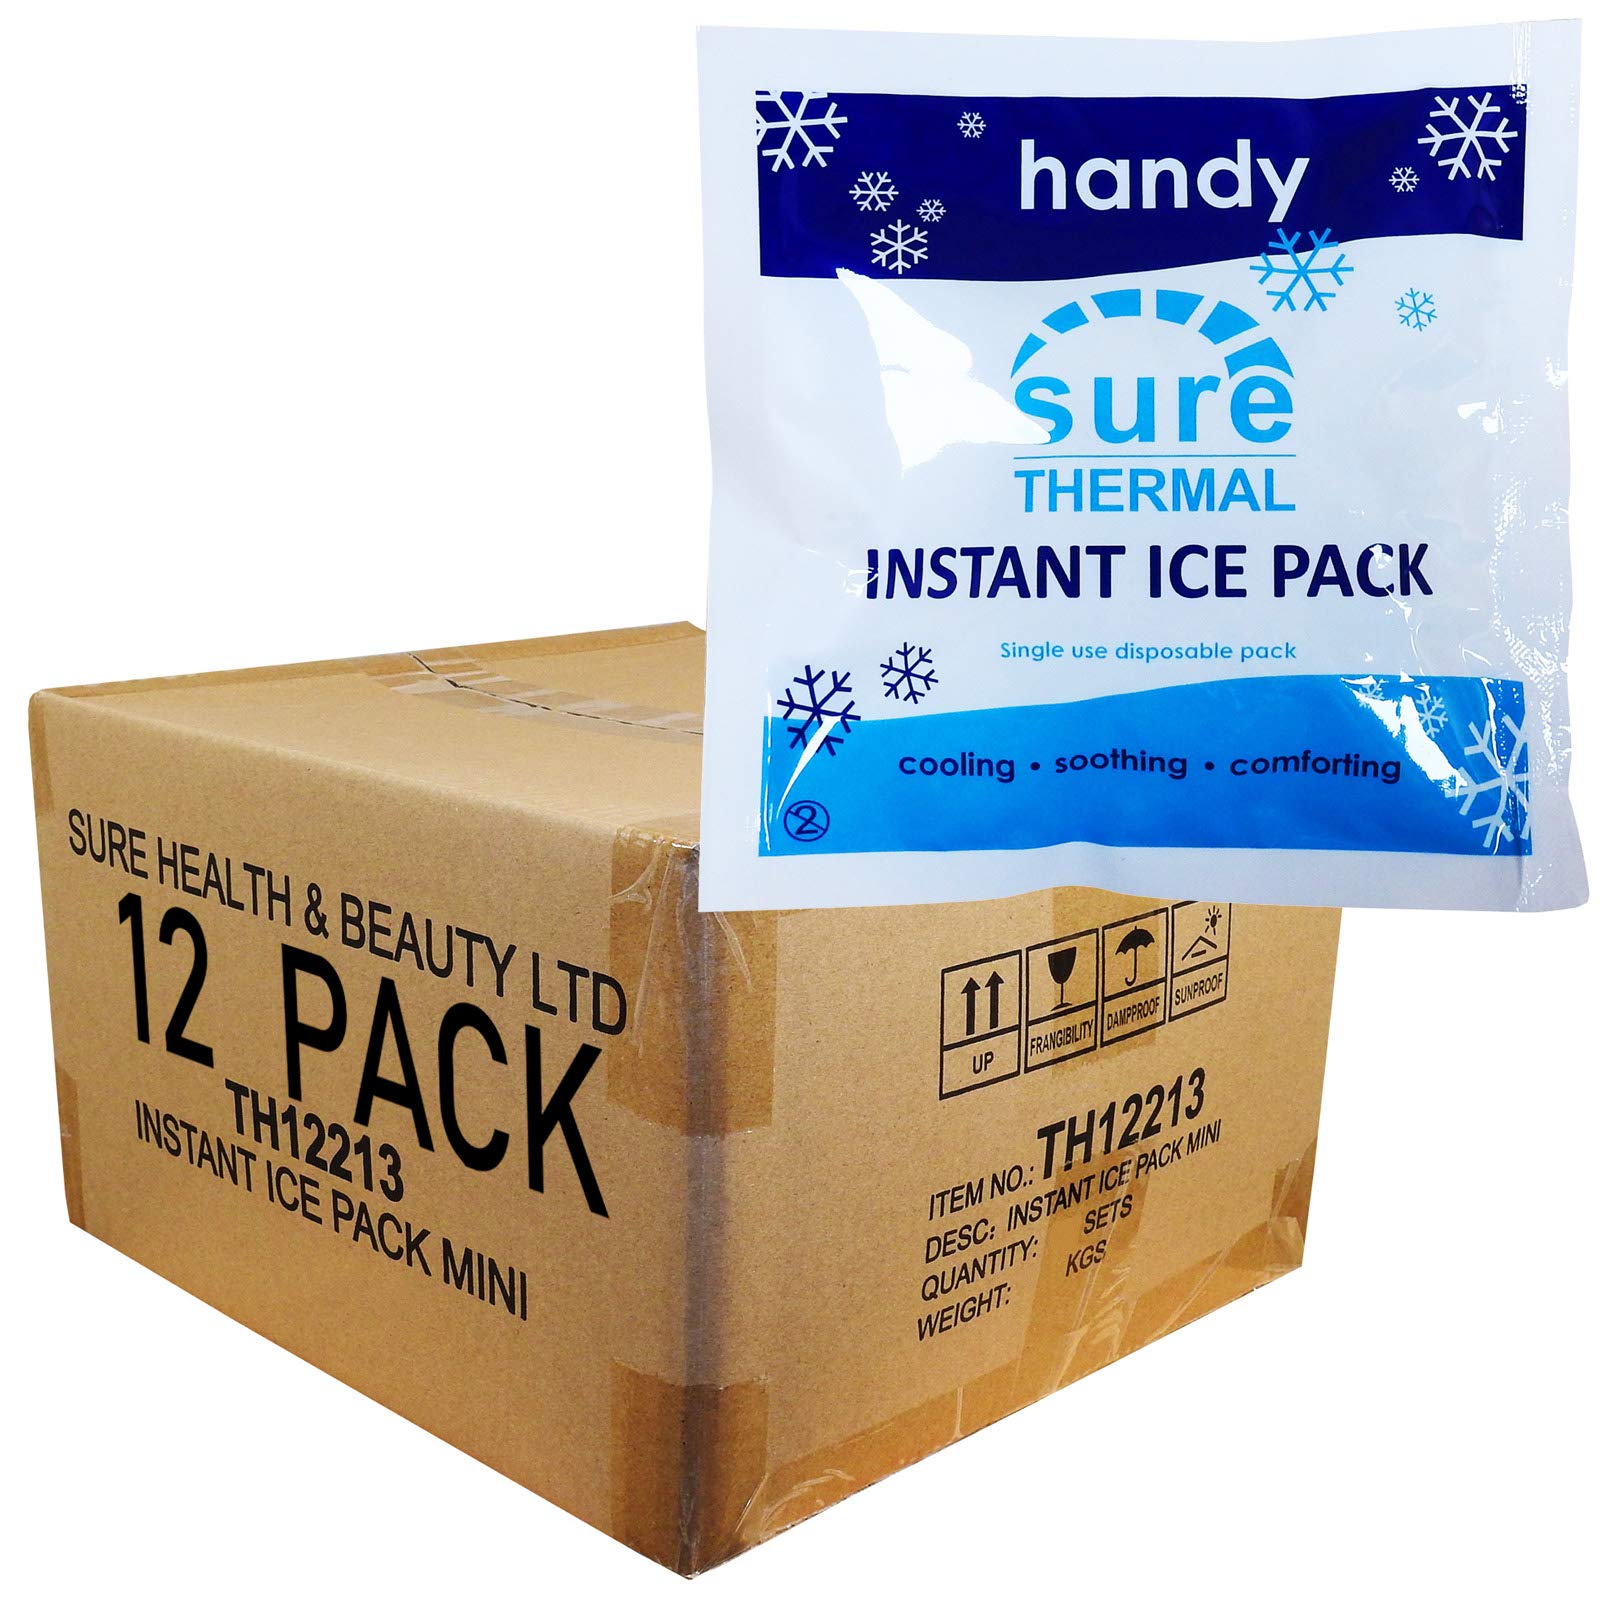 handy
sure
THERMAL
INSTANT ICE PACK
Single use disposable pack
cooling • soothing • comforting
2
SURE HEALTH & BEAUTY LTD
12 PACK
TH12213
INSTANT ICE PACK MINI
UP
FRANGIBILITY
DAMPPROOF
SUNPROOF
ITEM NO.: TH12213
DESC: INSTANT ICE PACK MINI
QUANTITY: SETS
WEIGHT: KGS